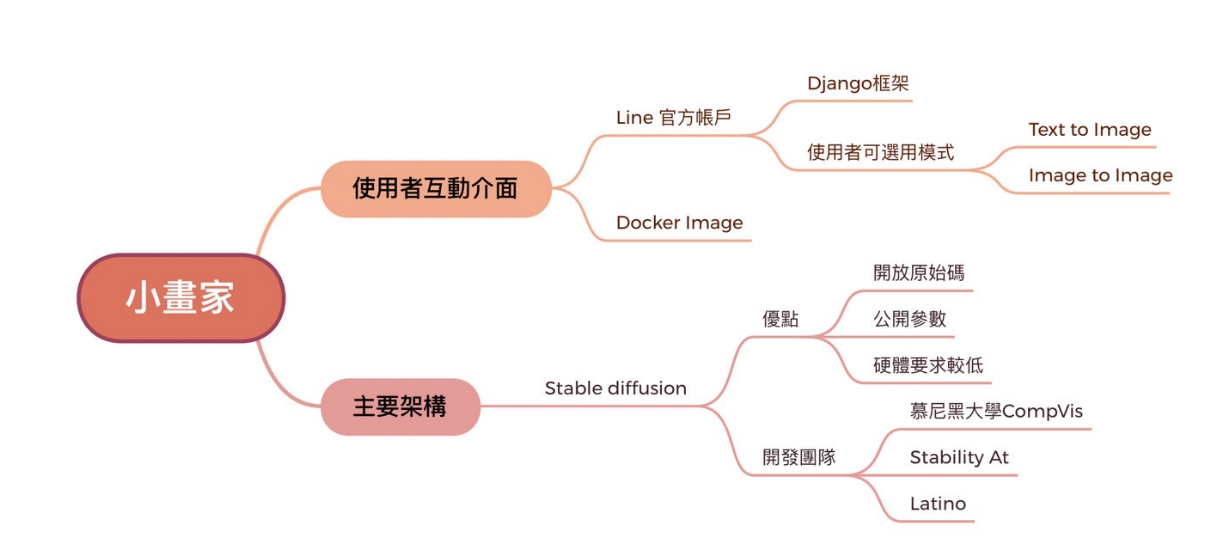 小畫家
使用者互動介面
Line 官方帳戶
Django框架
使用者可選用模式
Text to Image
Image to Image
Docker Image
主要架構
Stable diffusion
優點
開放原始碼
公開參數
硬體要求較低
開發團隊
慕尼黑大學CompVis
Stability At
Latino